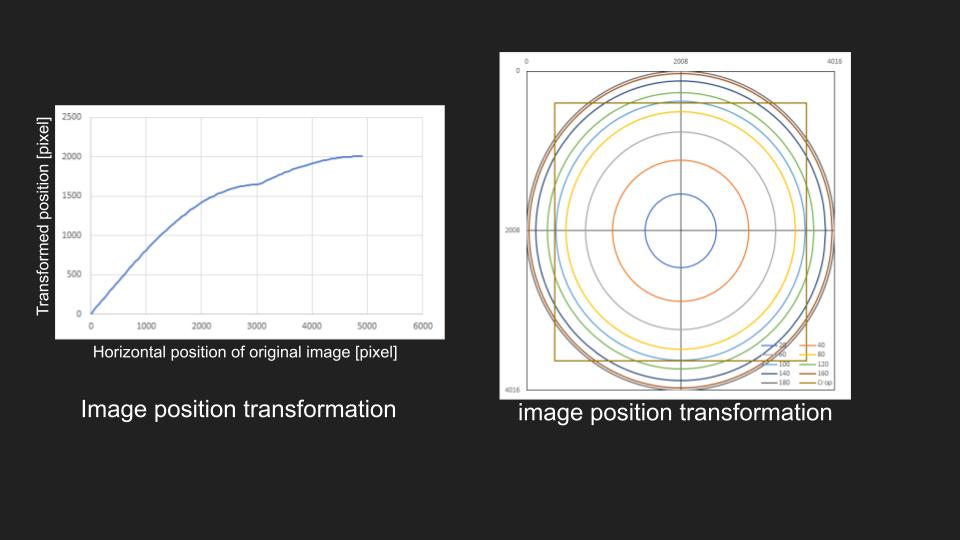 Transformed position [pixel]
2500
2000
1500
1000
500
0
0 1000 2000 3000 4000 5000 6000
Horizontal position of original image [pixel]
Image position transformation
0 2008 4016
0
2008
4016
20 40
60 80
100 120
140 160
180 Crop
image position transformation